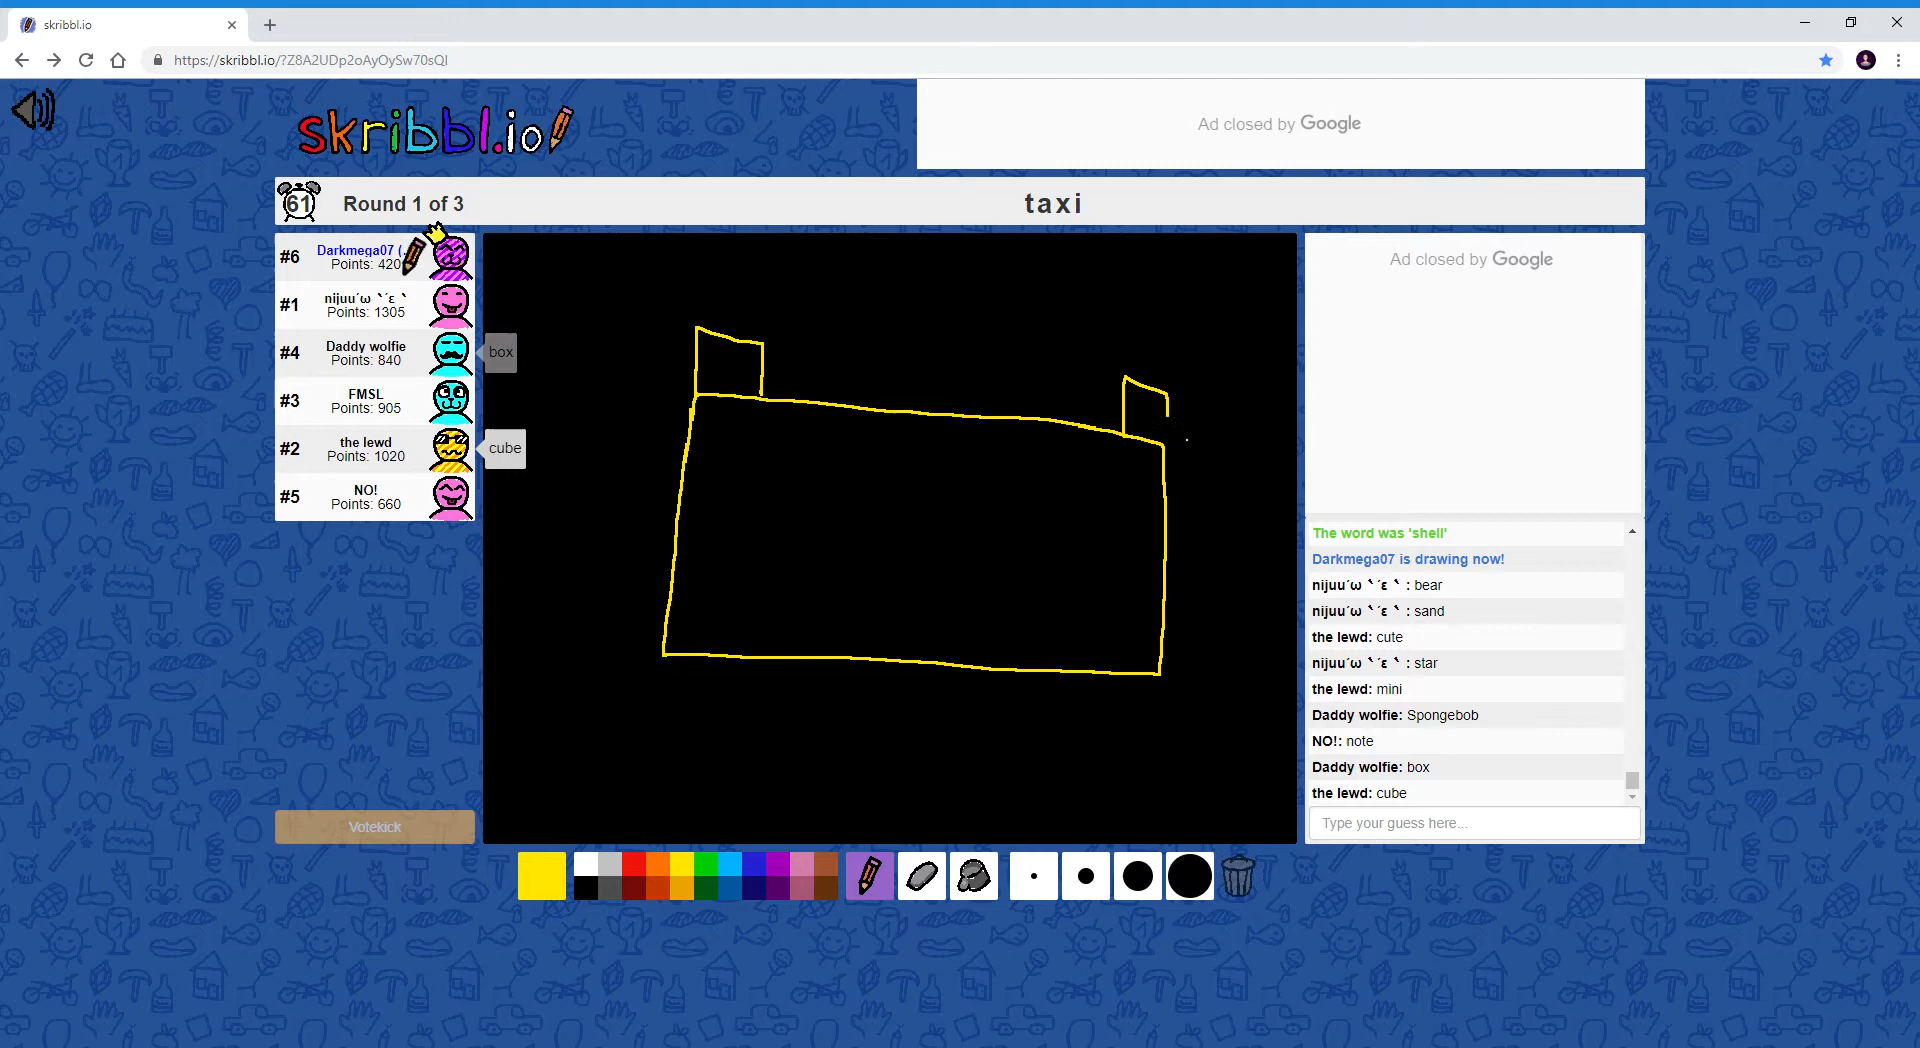 skribbl.io
https://skribbl.io/?Z8A2UDp2oAyOySw70sQI
skribbl.io
Ad closed by Google
61
Round 1 of 3
taxi
#6
Darkmega07 (
Points: 420
#1
nijuu´ω `´ε `
Points: 1305
#4
Daddy wolfie
Points: 840
box
#3
FMSL
Points: 905
#2
the lewd
Points: 1020
cube
#5
NO!
Points: 660
Votekick
Ad closed by Google
The word was 'shell'
Darkmega07 is drawing now!
nijuu´ω `´ε ` : bear
nijuu´ω `´ε ` : sand
the lewd: cute
nijuu´ω `´ε ` : star
the lewd: mini
Daddy wolfie: Spongebob
NO!: note
Daddy wolfie: box
the lewd: cube
Type your guess here...